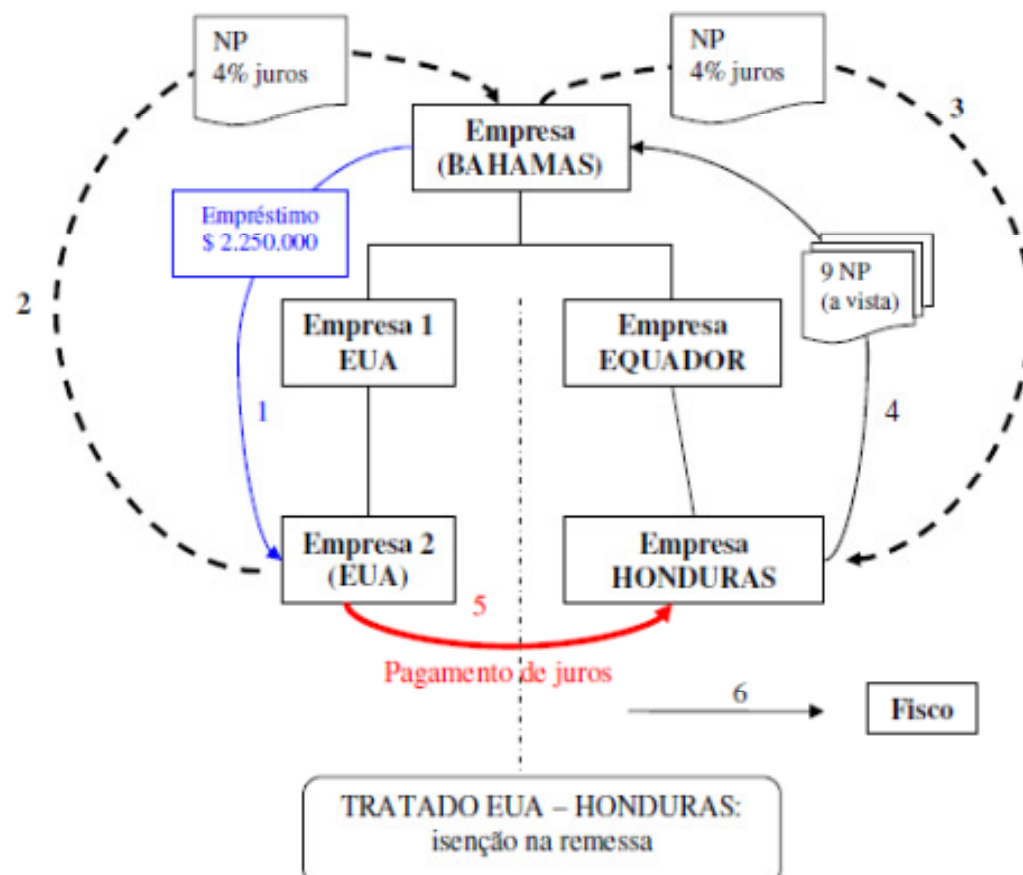 NP
4% juros
NP
4% juros
3
Empresa
(BAHAMAS)
Empréstimo
$ 2.250.000
9 NP
(a vista)
2
Empresa 1
EUA
Empresa
EQUADOR
1
4
Empresa 2
(EUA)
Empresa
HONDURAS
5
Pagamento de juros
6
Fisco
TRATADO EUA – HONDURAS:
isenção na remessa